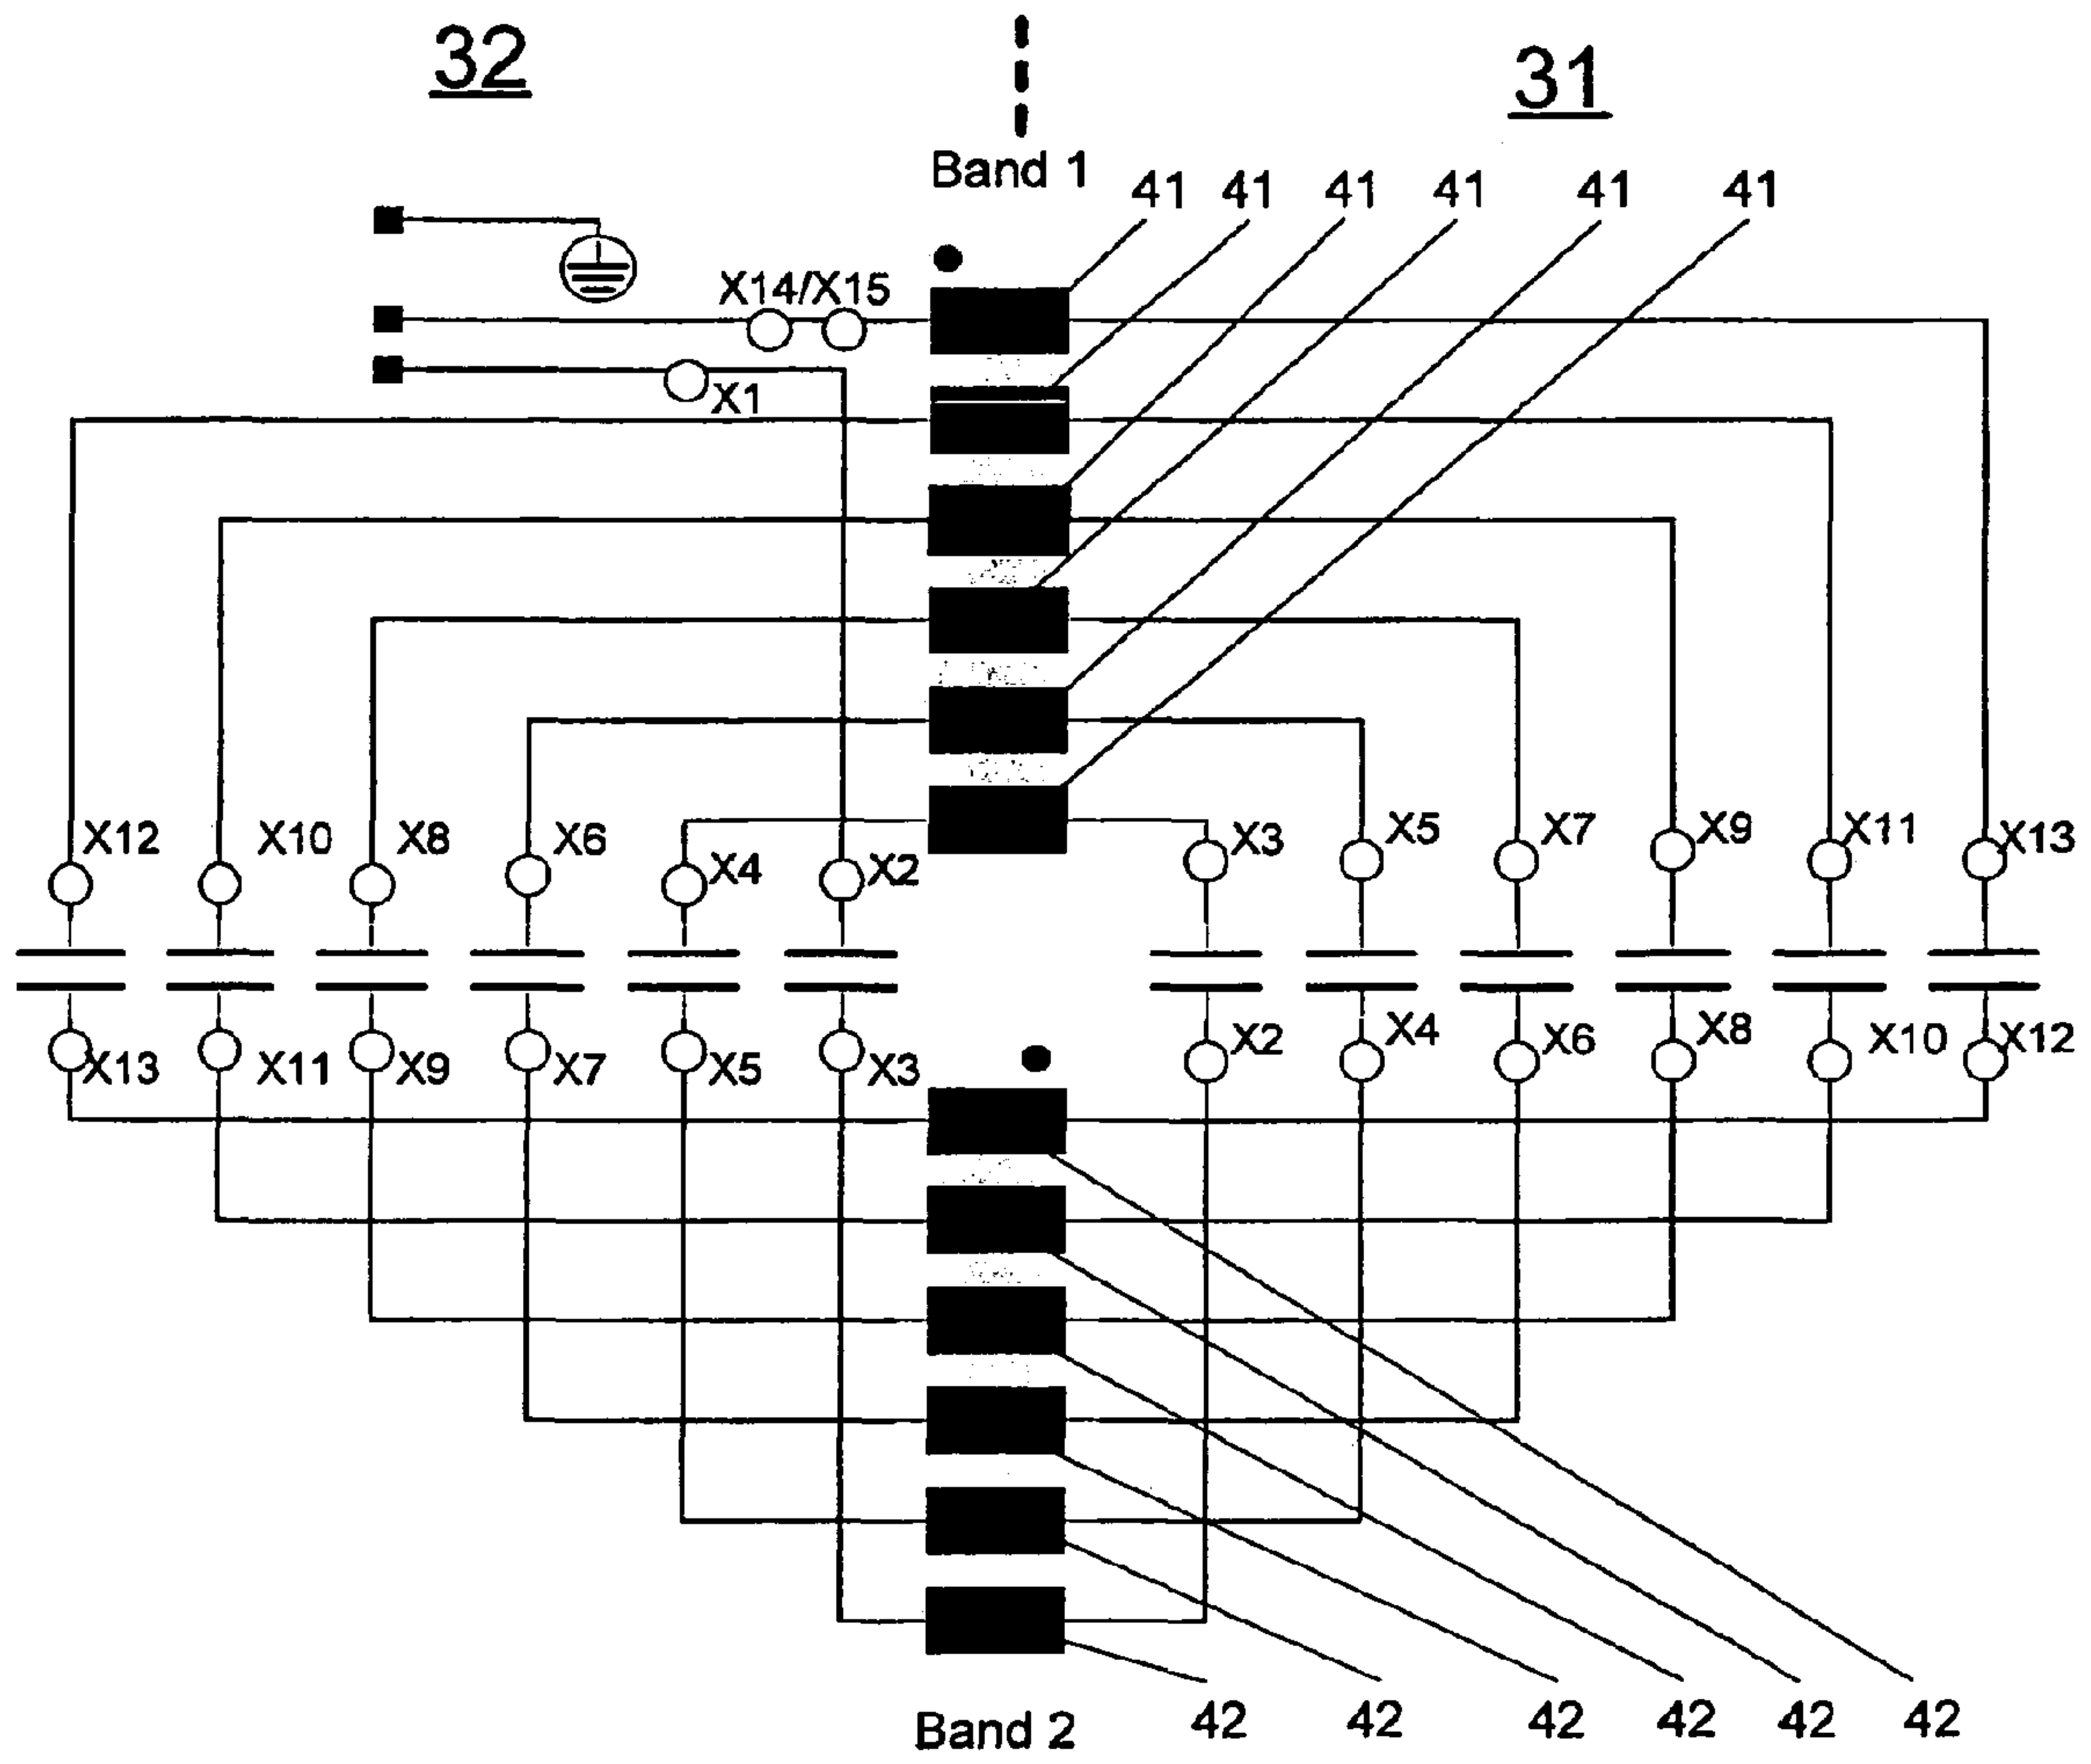 32
31
Band 1
41 41 41 41 41 41
X14/X15
X1
X12 X10 X8 X6 X4 X2 X3 X5 X7 X9 X11 X13
X13 X11 X9 X7 X5 X3 X2 X4 X6 X8 X10 X12
Band 2
42 42 42 42 42 42